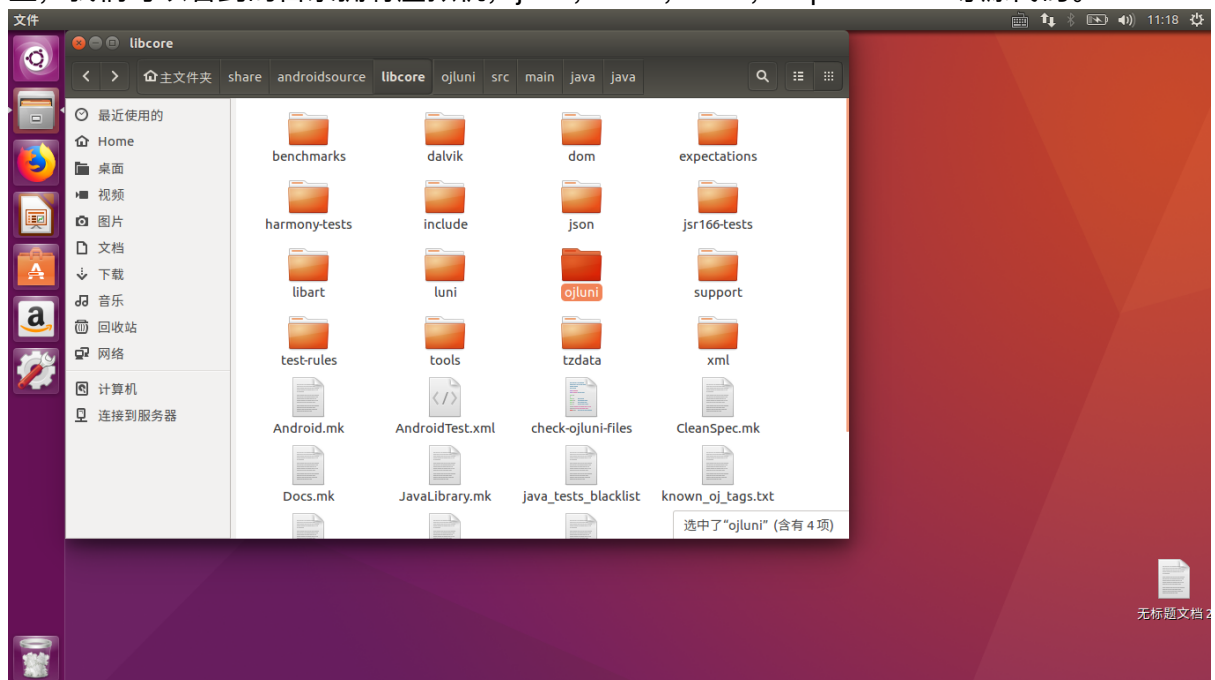 文件
11:18
libcore
主文件夹 share androidsource libcore ojluni src main java java
最近使用的
Home
桌面
视频
图片
文档
下载
音乐
回收站
网络
计算机
连接到服务器
benchmarks dalvik dom expectations
harmony-tests include json jsr166-tests
libart luni ojluni support
test-rules tools tzdata xml
Android.mk AndroidTest.xml check-ojluni-files CleanSpec.mk
Docs.mk JavaLibrary.mk java_tests_blacklist known_oj_tags.txt
选中了“ojluni” (含有 4 项)
无标题文档 2